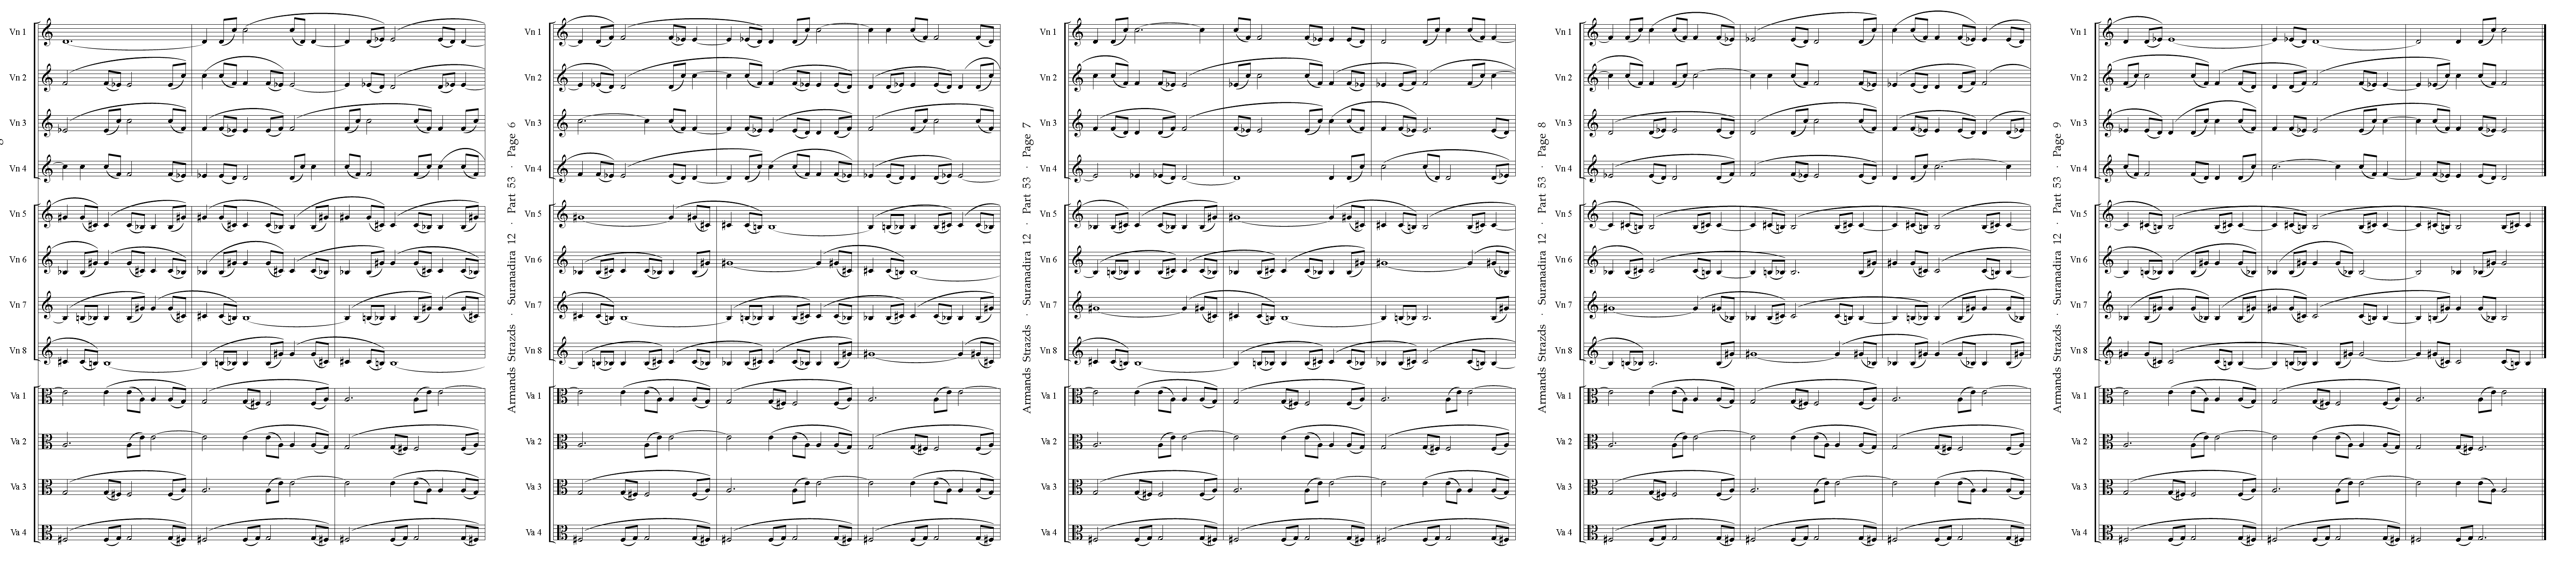 Vn 1
Vn 2
Vn 3
Vn 4
Vn 5
Vn 6
Vn 7
Vn 8
Va 1
Va 2
Va 3
Va 4
Armands Strazds · Suranadira 12 · Part 53 · Page 6
Vn 1
Vn 2
Vn 3
Vn 4
Vn 5
Vn 6
Vn 7
Vn 8
Va 1
Va 2
Va 3
Va 4
Armands Strazds · Suranadira 12 · Part 53 · Page 7
Vn 1
Vn 2
Vn 3
Vn 4
Vn 5
Vn 6
Vn 7
Vn 8
Va 1
Va 2
Va 3
Va 4
Armands Strazds · Suranadira 12 · Part 53 · Page 8
Vn 1
Vn 2
Vn 3
Vn 4
Vn 5
Vn 6
Vn 7
Vn 8
Va 1
Va 2
Va 3
Va 4
Armands Strazds · Suranadira 12 · Part 53 · Page 9
Vn 1
Vn 2
Vn 3
Vn 4
Vn 5
Vn 6
Vn 7
Vn 8
Va 1
Va 2
Va 3
Va 4